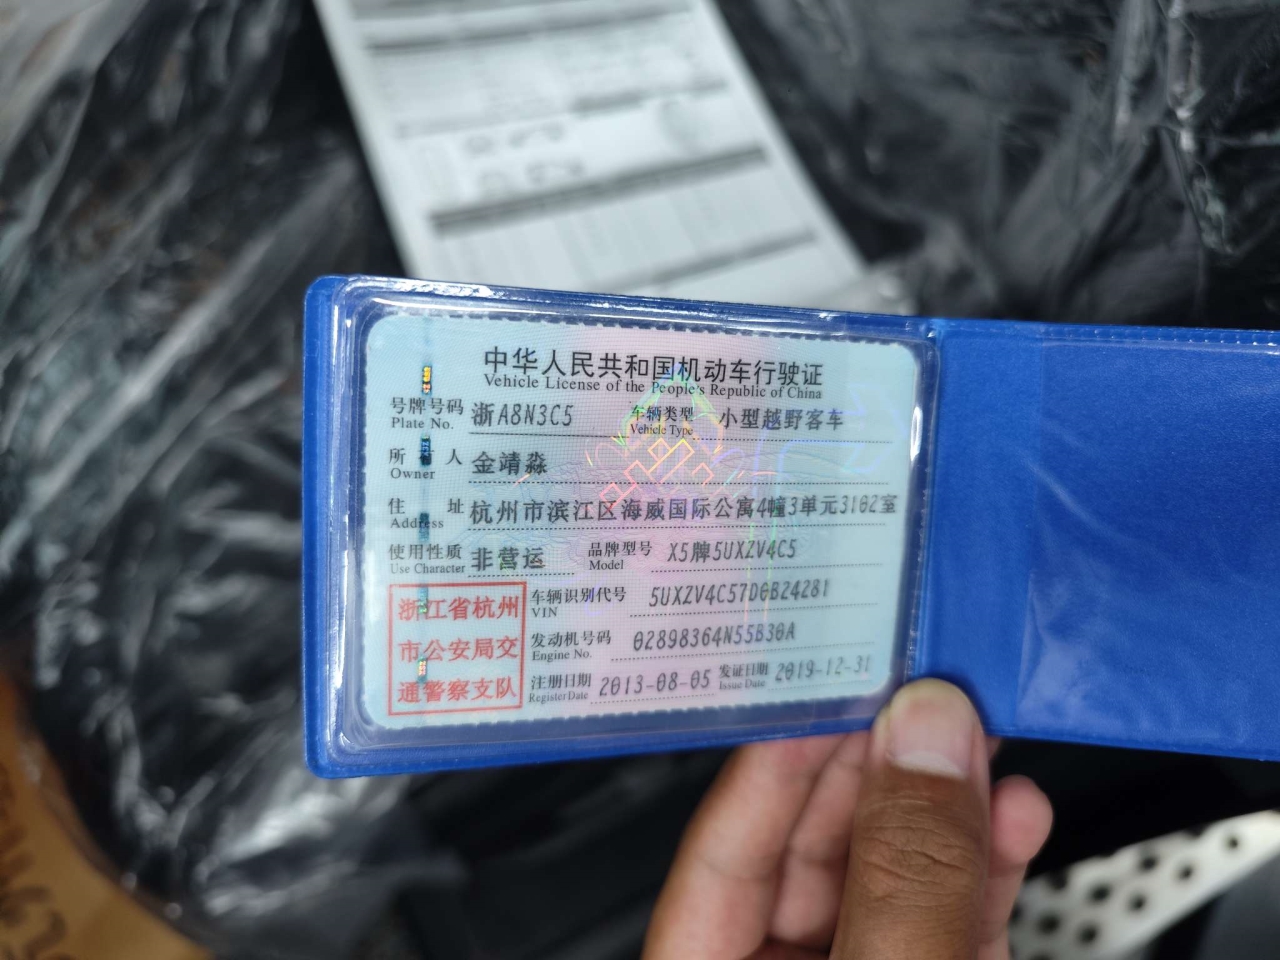 中华人民共和国机动车行驶证
Vehicle License of the People's Republic of China
号牌号码 浙A8N3C5 车辆类型 小型越野客车
Plate No. Vehicle Type
所 人 金靖淼
Owner
住 址 杭州市滨江区海威国际公寓4幢3单元3102室
Address
使用性质 非营运 品牌型号 X5牌5UXZV4C5
Use Character Model
车辆识别代号 5UXZV4C57D0B24281
VIN
发动机号码 02898364N55B30A
Engine No.
注册日期 2013-08-05 发证日期 2019-12-31
Register Date Issue Date
浙江省杭州
市公安局交
通警察支队